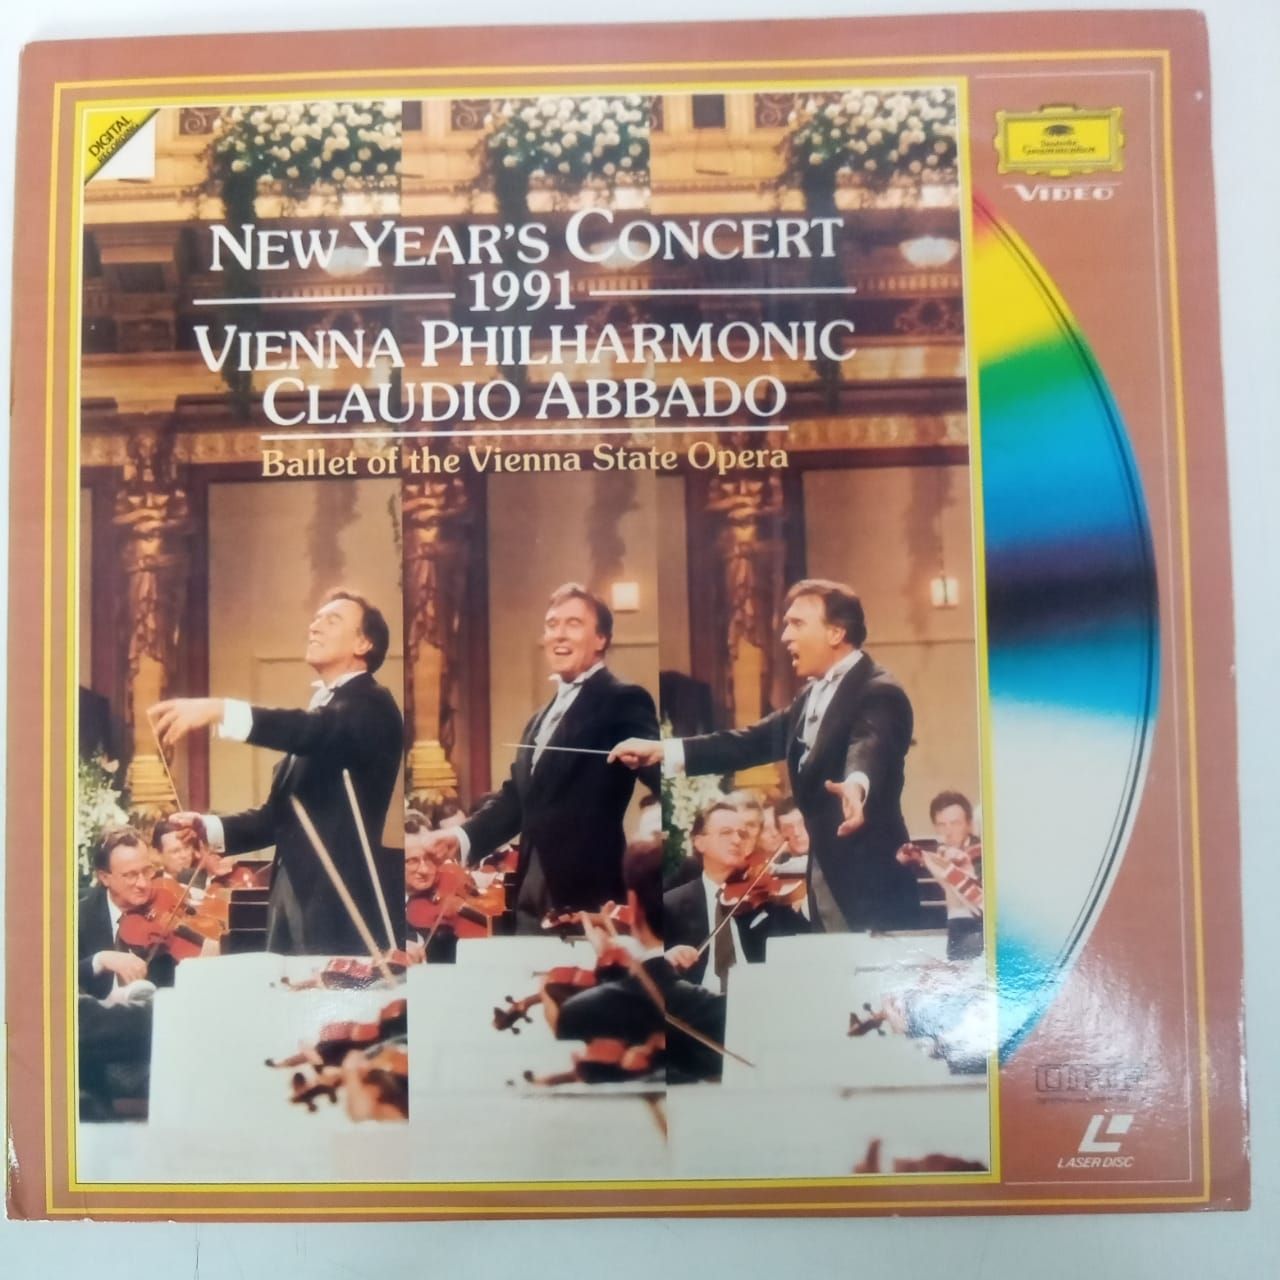 DIGITAL
RECORDING
NEW YEAR'S CONCERT
1991
VIENNA PHILHARMONIC
CLAUDIO ABBADO
Ballet of the Vienna State Opera
Deutsche
Grammophon
VIDEO
LASER DISC